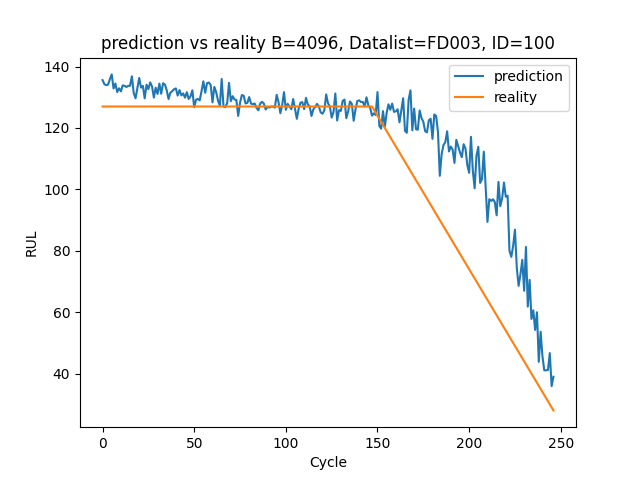 prediction vs reality B=4096, Datalist=FD003, ID=100
140
120
100
80
60
40
RUL
prediction
reality
0 50 100 150 200 250
Cycle